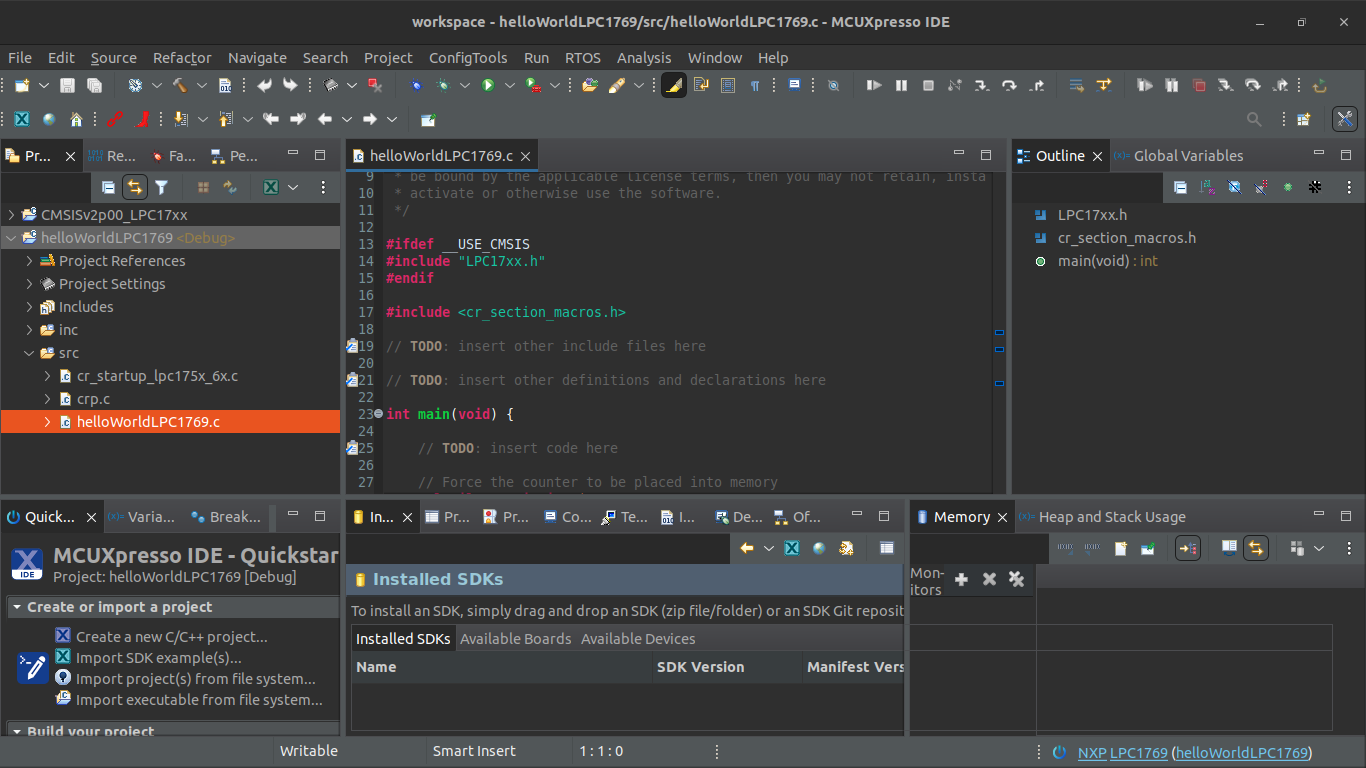 workspace - helloWorldLPC1769/src/helloWorldLPC1769.c - MCUXpresso IDE
File Edit Source Refactor Navigate Search Project ConfigTools Run RTOS Analysis Window Help
Pr... Re... Fa... Pe...
CMSISv2p00_LPC17xx
helloWorldLPC1769 <Debug>
Project References
Project Settings
Includes
inc
src
cr_startup_lpc175x_6x.c
crp.c
helloWorldLPC1769.c
helloWorldLPC1769.c
9 * be bound by the applicable license terms, then you may not retain, insta
10 * activate or otherwise use the software.
11 */
12
13 #ifdef __USE_CMSIS
14 #include "LPC17xx.h"
15 #endif
16
17 #include <cr_section_macros.h>
18
19 // TODO: insert other include files here
20
21 // TODO: insert other definitions and declarations here
22
23 int main(void) {
24
25 // TODO: insert code here
26
27 // Force the counter to be placed into memory
Outline Global Variables
LPC17xx.h
cr_section_macros.h
main(void) : int
Quick... Varia... Break...
MCUXpresso IDE - Quickstar
IDE
Project: helloWorldLPC1769 [Debug]
Create or import a project
Create a new C/C++ project...
Import SDK example(s)...
Import project(s) from file system...
Import executable from file system...
Build your project
In... Pr... Pr... Co... Te... I... De... Of...
Installed SDKs
To install an SDK, simply drag and drop an SDK (zip file/folder) or an SDK Git reposit
Installed SDKs Available Boards Available Devices
Name SDK Version Manifest Vers
Memory Heap and Stack Usage
Mon-
itors
Writable Smart Insert 1 : 1 : 0
NXP LPC1769 (helloWorldLPC1769)